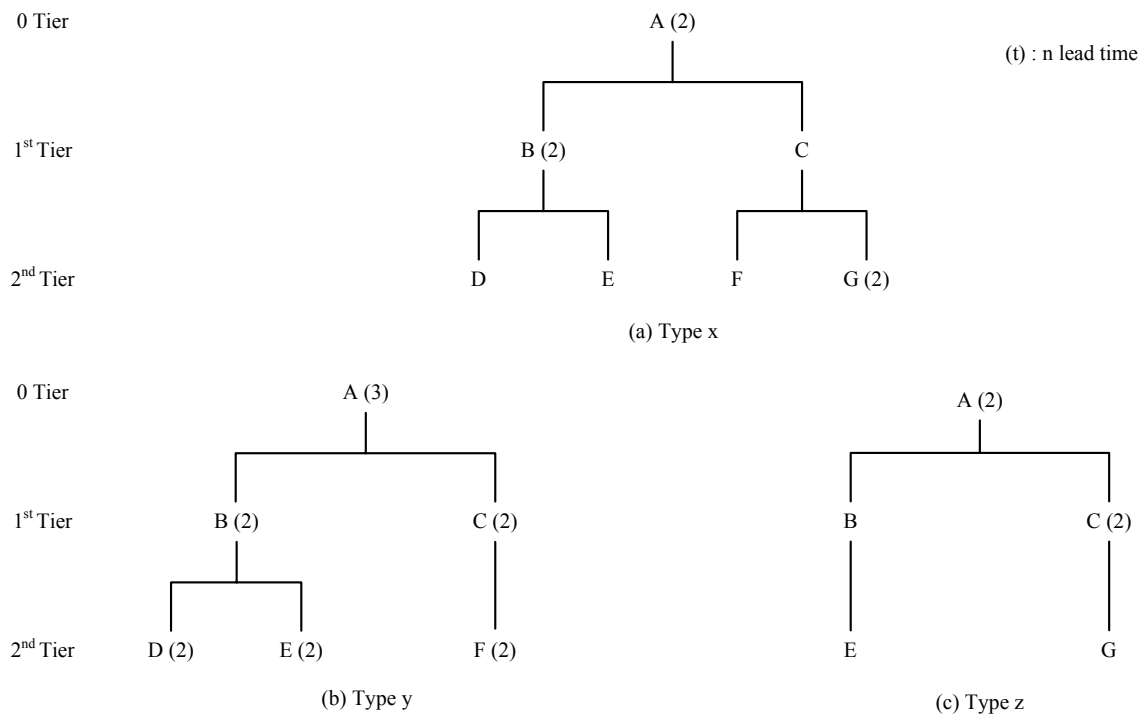 0 Tier
A (2)
(t) : n lead time
1st Tier
B (2) C
2nd Tier
D E F G (2)
(a) Type x
0 Tier
A (3) A (2)
1st Tier
B (2) C (2) B C (2)
2nd Tier
D (2) E (2) F (2) E G
(b) Type y (c) Type z